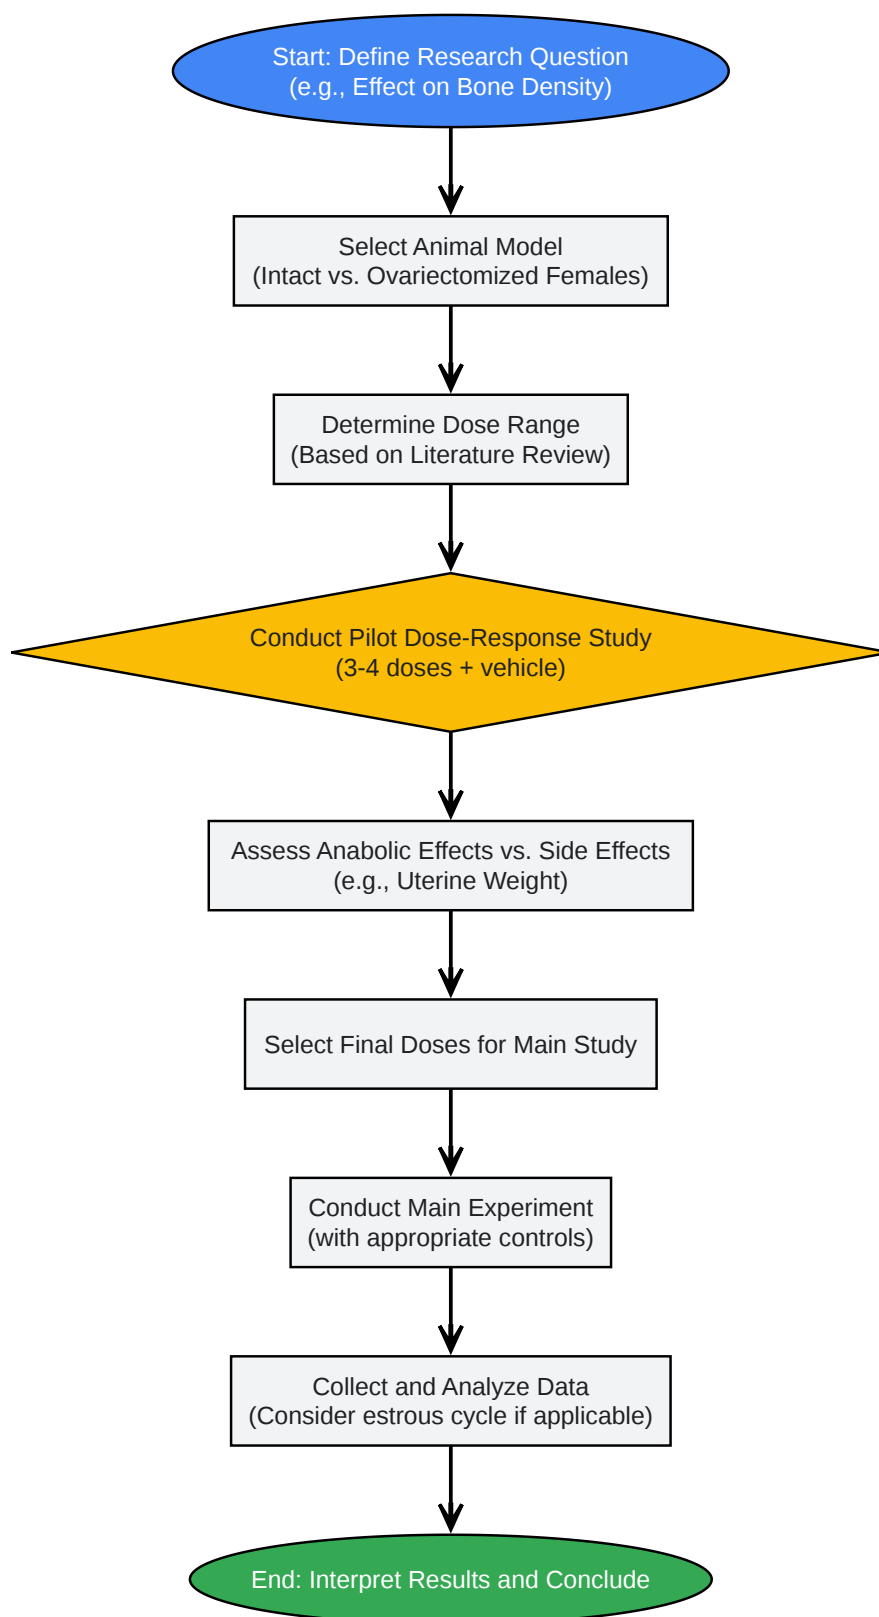 Start: Define Research Question
(e.g., Effect on Bone Density)
Select Animal Model
(Intact vs. Ovariectomized Females)
Determine Dose Range
(Based on Literature Review)
Conduct Pilot Dose-Response Study
(3-4 doses + vehicle)
Assess Anabolic Effects vs. Side Effects
(e.g., Uterine Weight)
Select Final Doses for Main Study
Conduct Main Experiment
(with appropriate controls)
Collect and Analyze Data
(Consider estrous cycle if applicable)
End: Interpret Results and Conclude